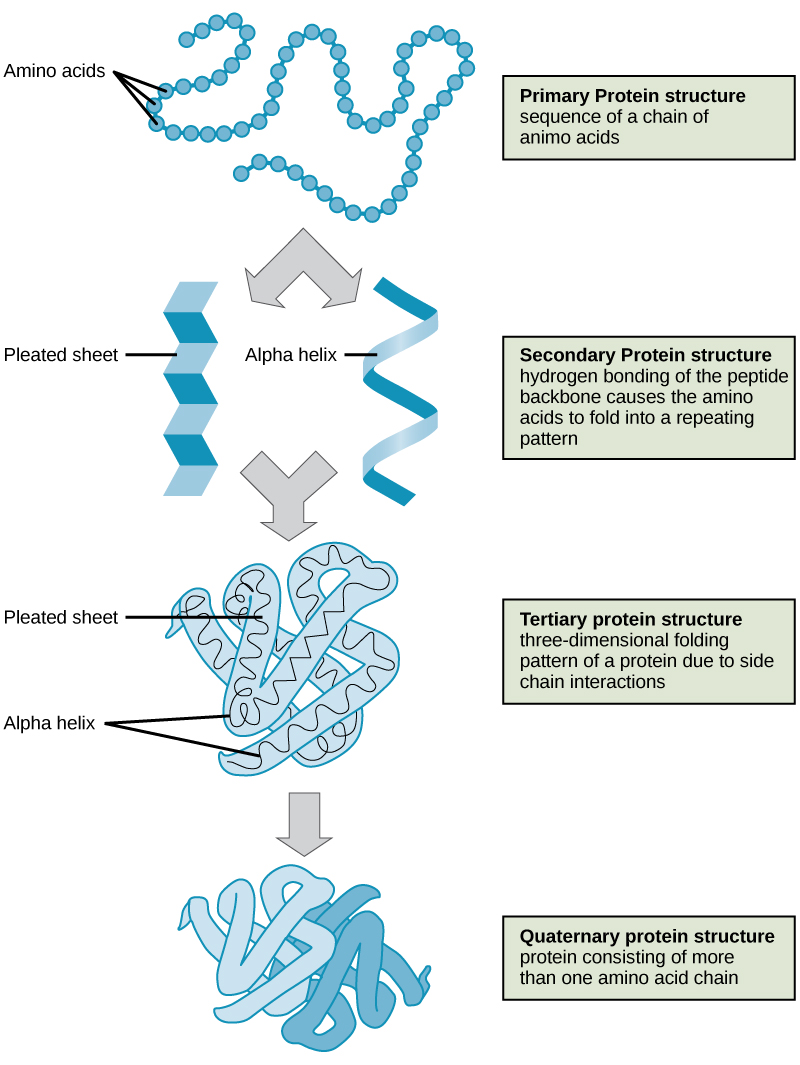 Amino acids
Primary Protein structure
sequence of a chain of
animo acids
Pleated sheet
Alpha helix
Secondary Protein structure
hydrogen bonding of the peptide
backbone causes the amino
acids to fold into a repeating
pattern
Pleated sheet
Alpha helix
Tertiary protein structure
three-dimensional folding
pattern of a protein due to side
chain interactions
Quaternary protein structure
protein consisting of more
than one amino acid chain